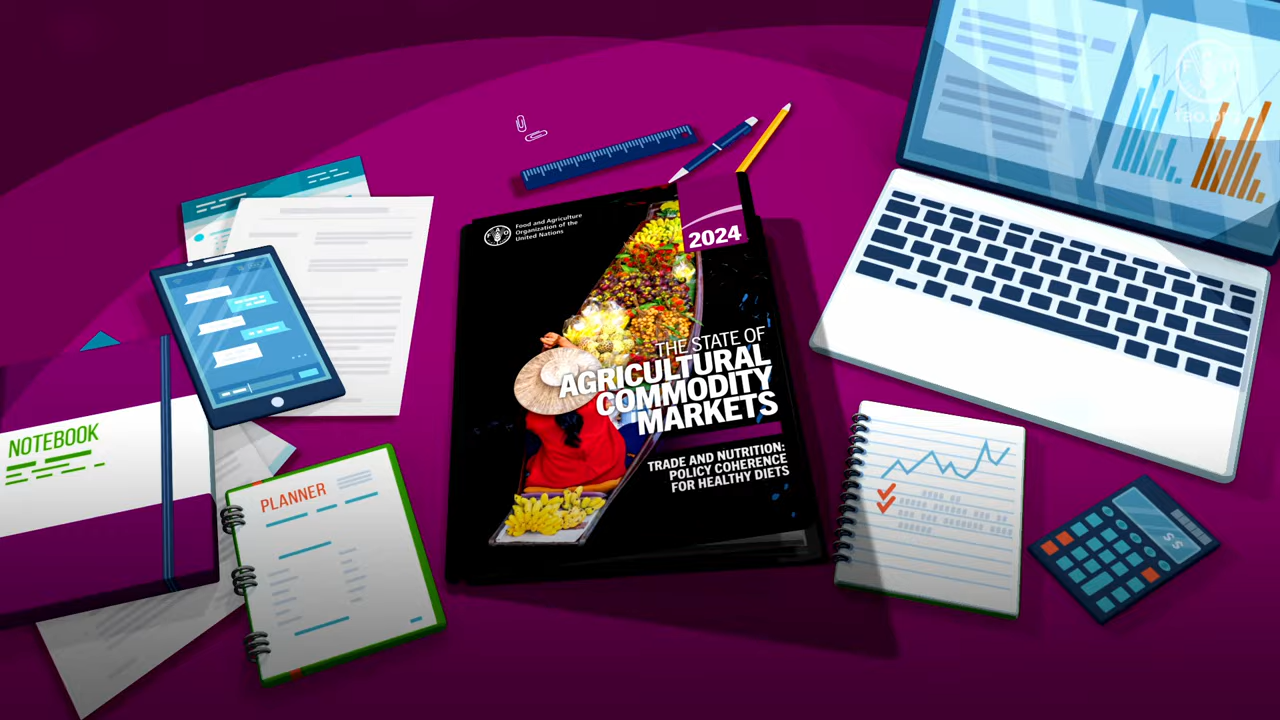 Food and Agriculture
Organization of the
United Nations
2024
THE STATE OF
AGRICULTURAL
COMMODITY
MARKETS
TRADE AND NUTRITION:
POLICY COHERENCE
FOR HEALTHY DIETS
NOTEBOOK
PLANNER
$$
FAO
fao.org